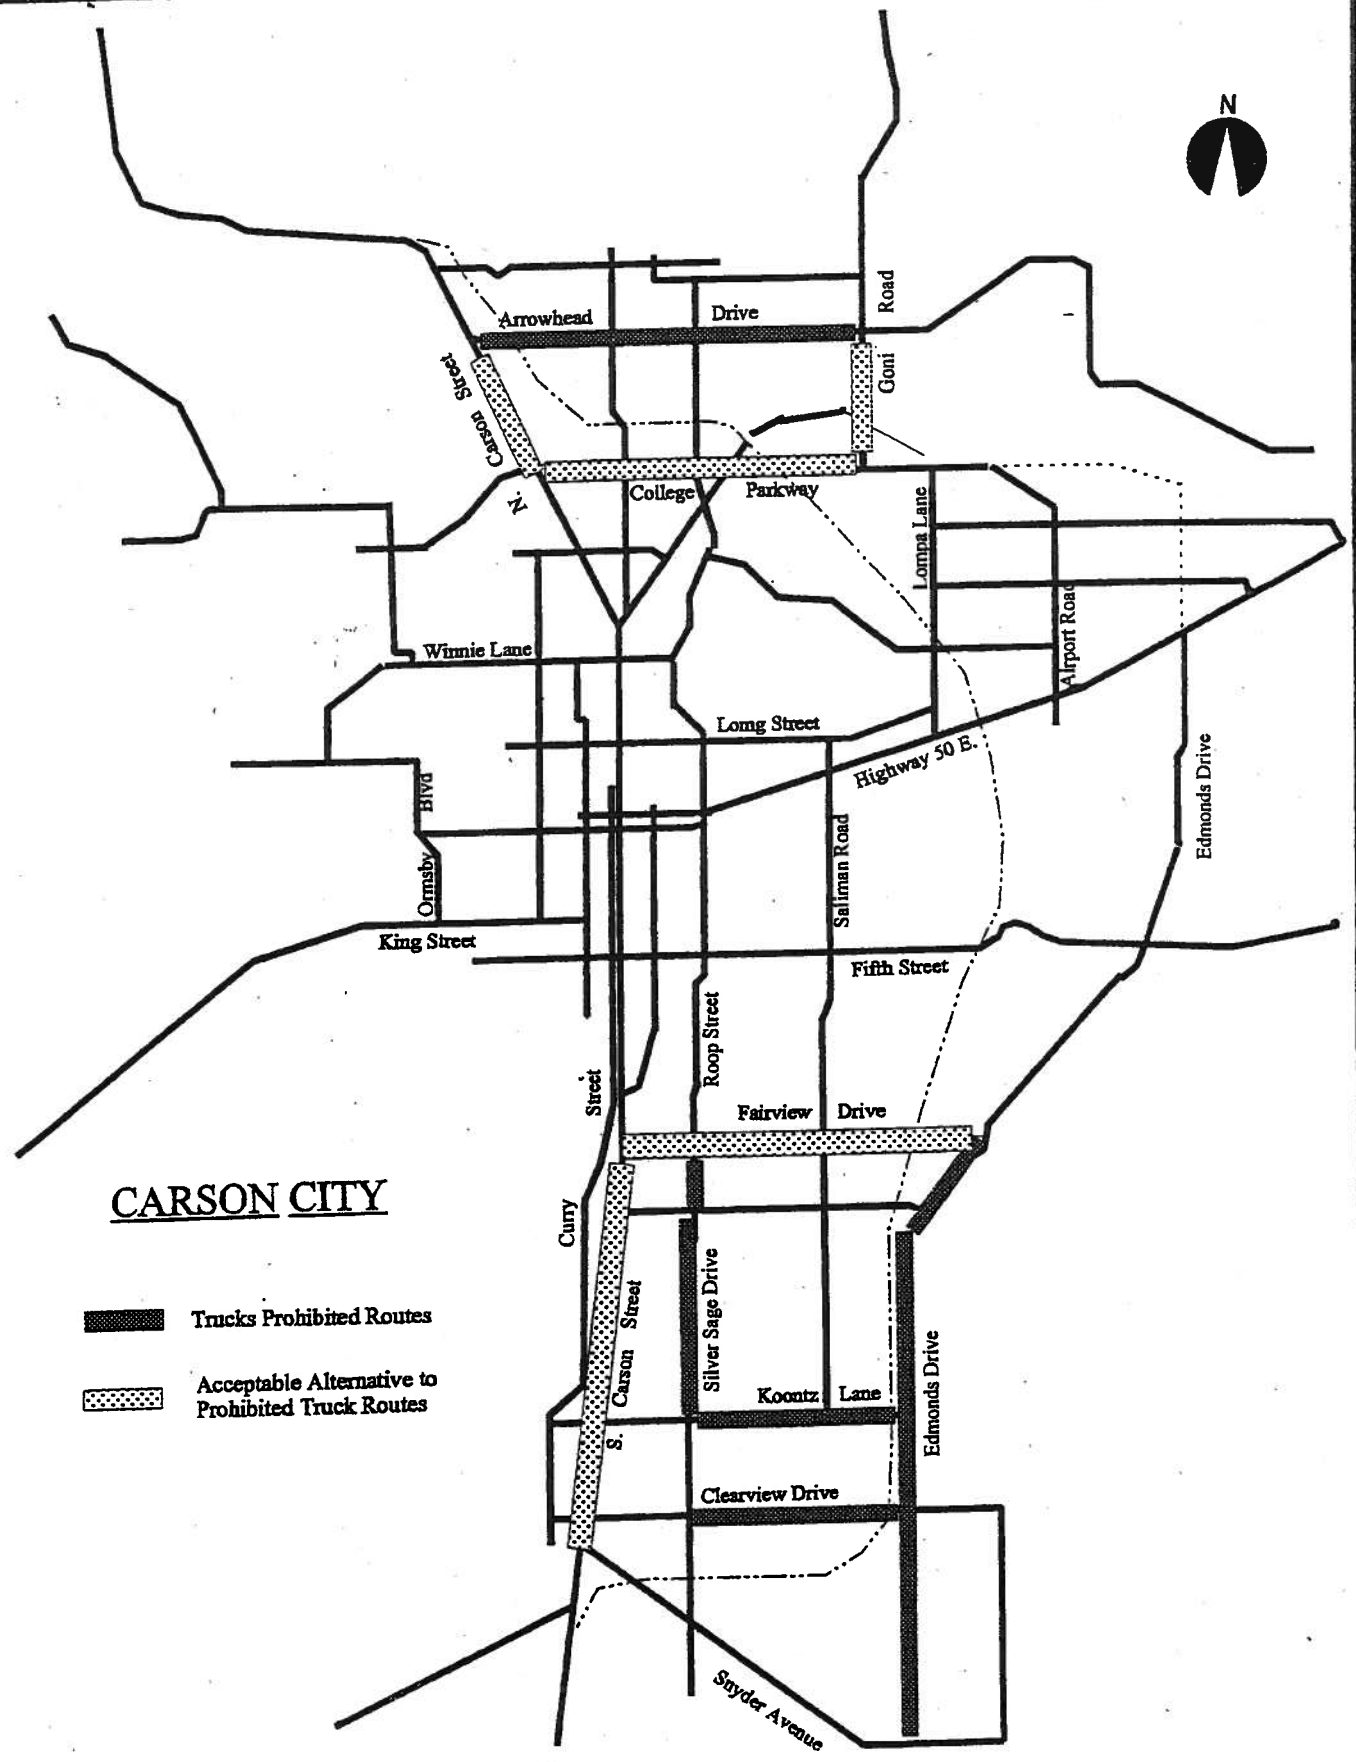 N
Road
Arrowhead Drive
Goni
N. Carson Street
College Parkway
Lompa Lane
Airport Road
Winnie Lane
Lomg Street
Highway 50 E.
Edmonds Drive
Ormsby Blvd
Saliman Road
King Street
Fifth Street
Roop Street
Curry Street
Fairview Drive
CARSON CITY
Trucks Prohibited Routes
Acceptable Alternative to
Prohibited Truck Routes
S. Carson Street
Silver Sage Drive
Koontz Lane
Edmonds Drive
Clearview Drive
Snyder Avenue